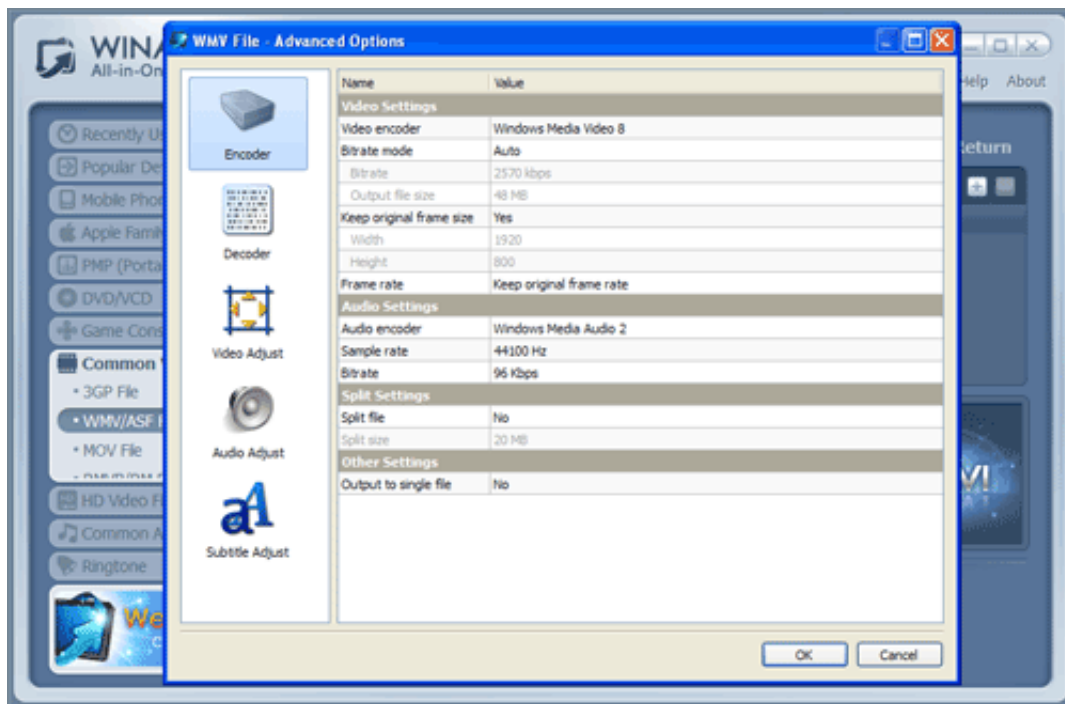 WMV File - Advanced Options
WIN
All-in-On
Help About
Return
Recently Us
Popular De
Mobile Phon
Apple Famil
PMP (Porta
DVD/VCD
Game Cons
Common
• 3GP File
• WMV/ASF F
• MOV File
HD Video Fi
Common A
Ringtone
We
Encoder
Decoder
Video Adjust
Audio Adjust
Subtitle Adjust
Name Value
Video Settings
Video encoder Windows Media Video 8
Bitrate mode Auto
Bitrate 2570 kbps
Output file size 48 MB
Keep original frame size Yes
Width 1920
Height 800
Frame rate Keep original frame rate
Audio Settings
Audio encoder Windows Media Audio 2
Sample rate 44100 Hz
Bitrate 96 Kbps
Split Settings
Split file No
Split size 20 MB
Other Settings
Output to single file No
OK Cancel